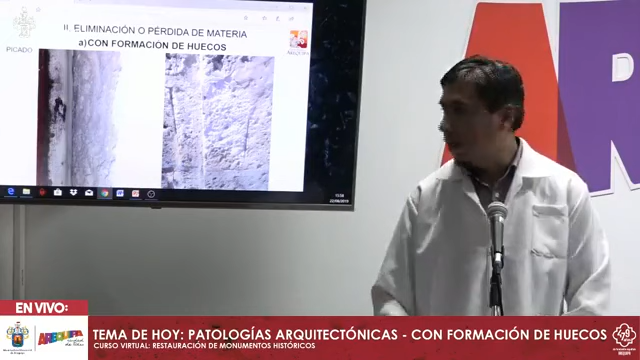 II. ELIMINACIÓN O PÉRDIDA DE MATERIA
a)CON FORMACIÓN DE HUECOS
PICADO
AR
EN VIVO:
AREQUIPA
TEMA DE HOY: PATOLOGÍAS ARQUITECTÓNICAS - CON FORMACIÓN DE HUECOS
CURSO VIRTUAL: RESTAURACIÓN DE MONUMENTOS HISTÓRICOS